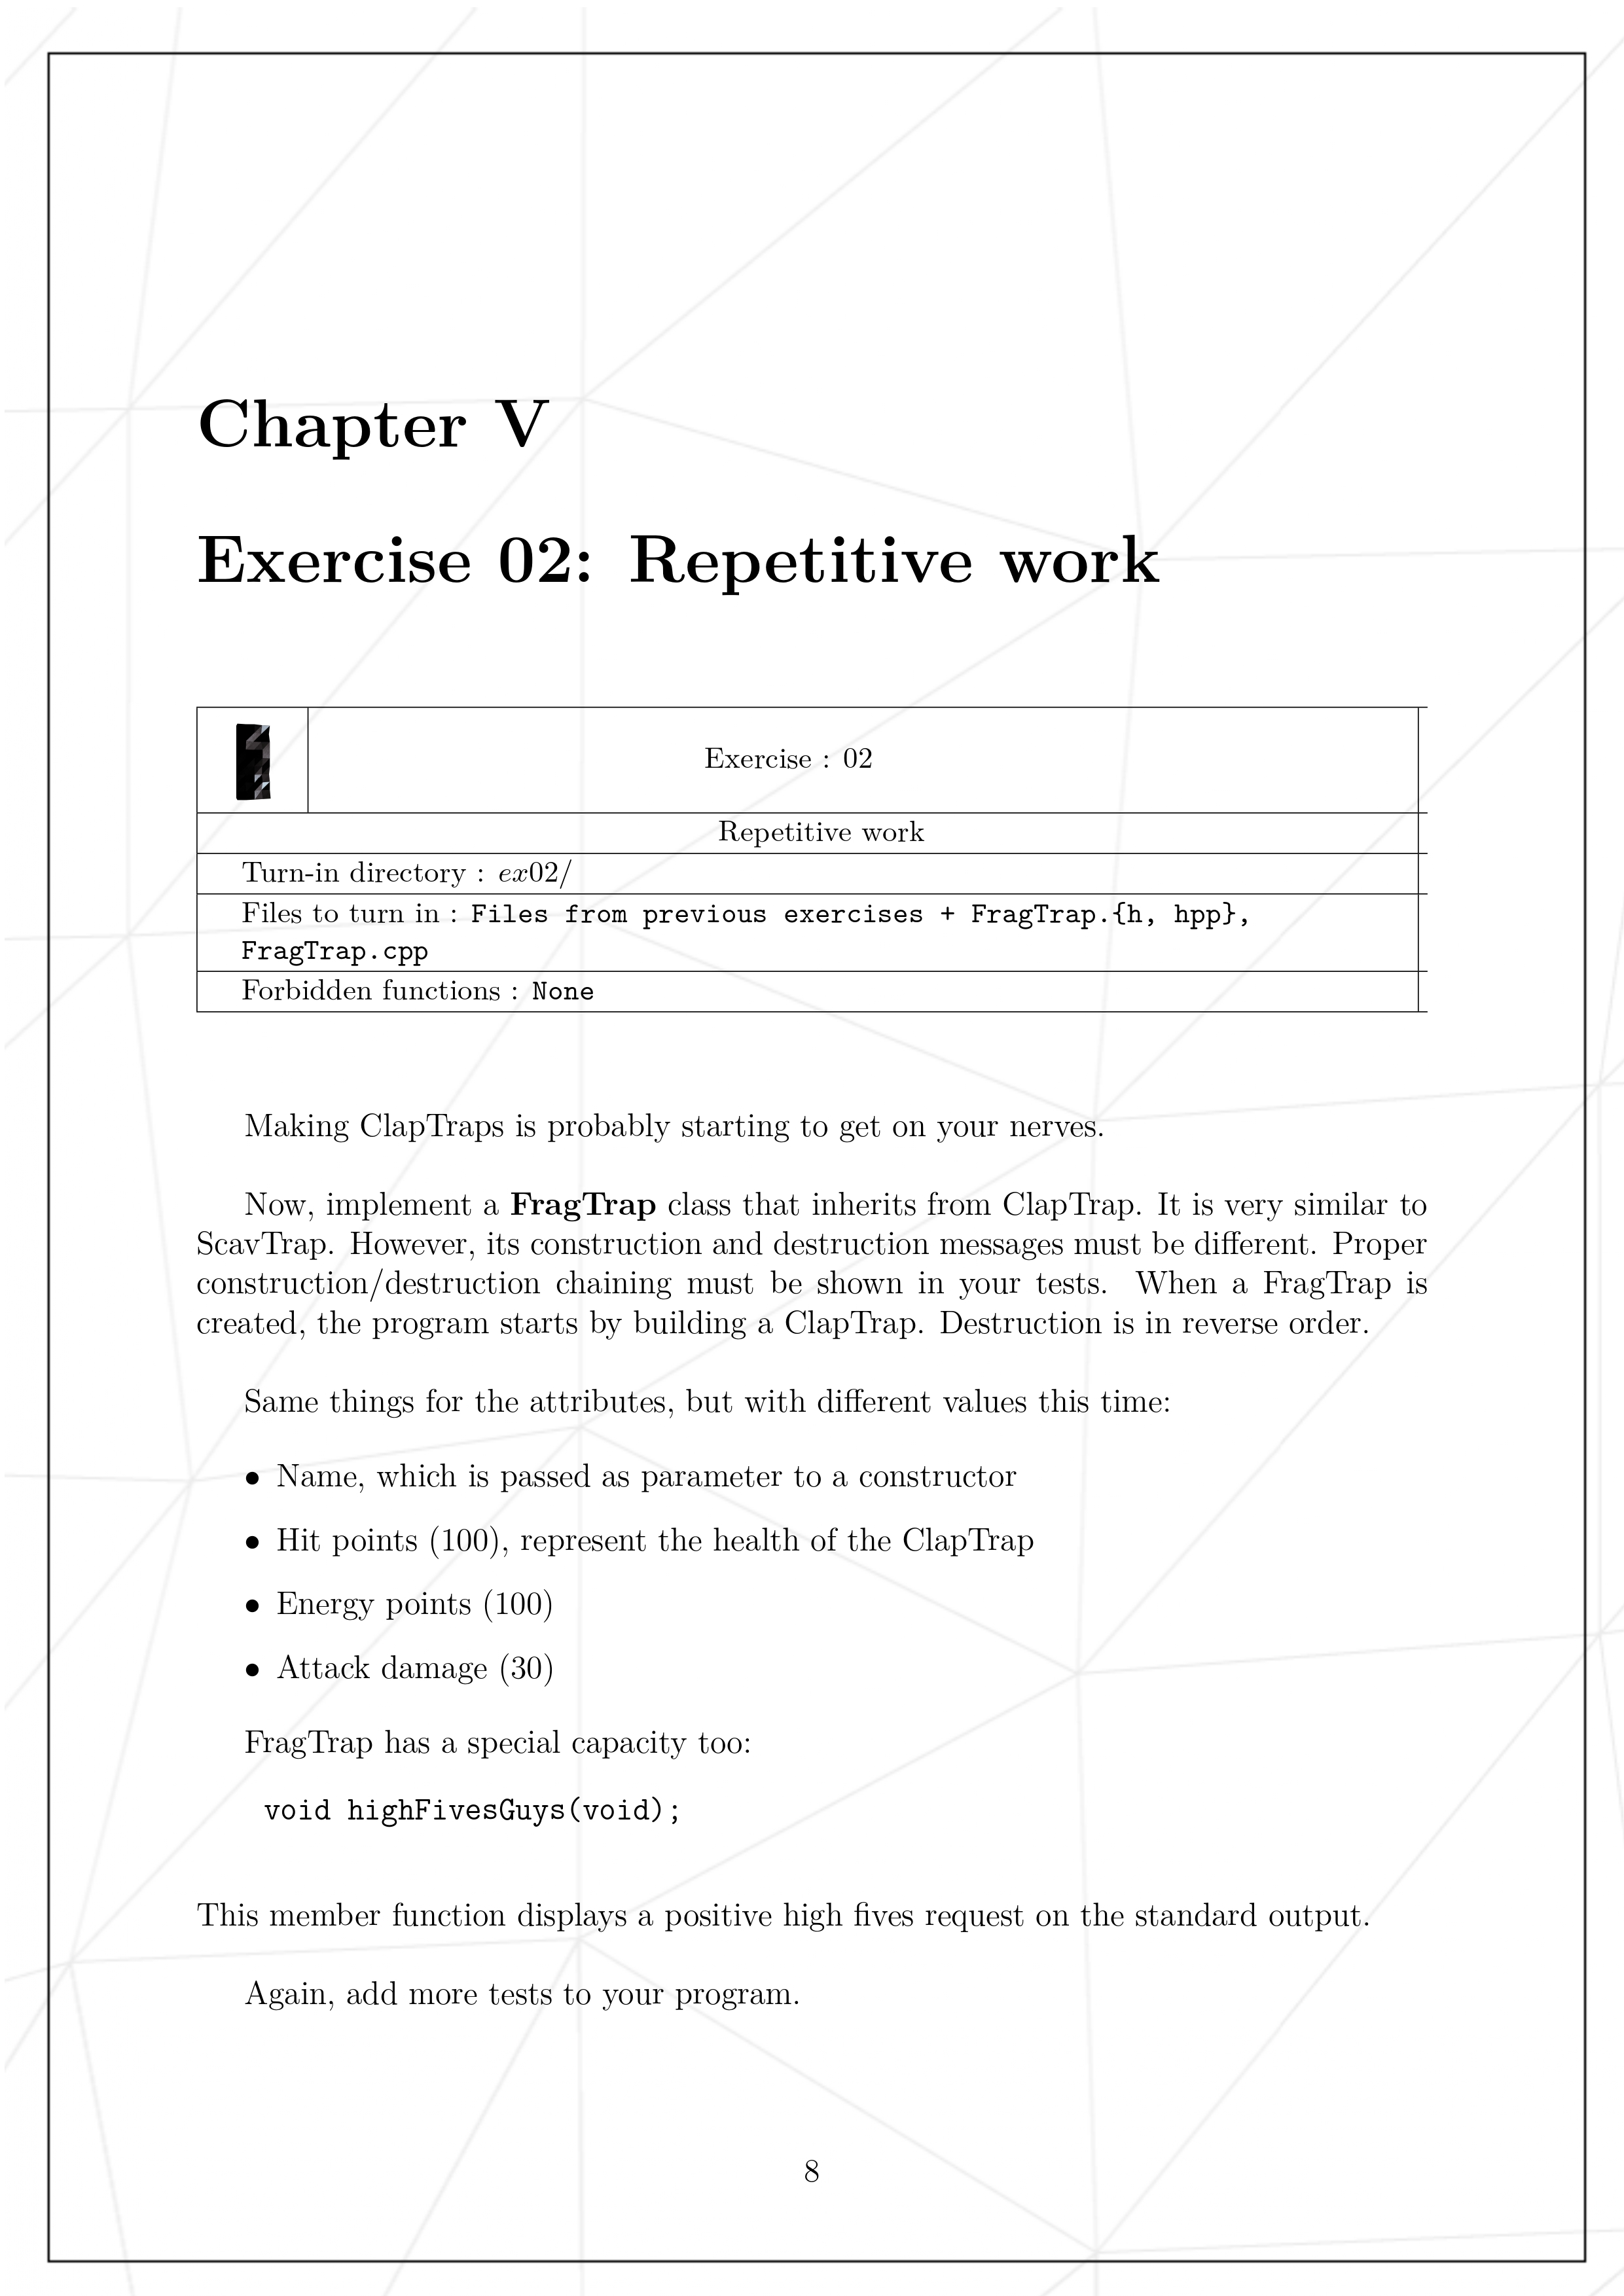 Chapter V
Exercise 02: Repetitive work
Exercise : 02
Repetitive work
Turn-in directory : ex02/
Files to turn in : Files from previous exercises + FragTrap.{h, hpp},
FragTrap.cpp
Forbidden functions : None
Making ClapTraps is probably starting to get on your nerves.
Now, implement a FragTrap class that inherits from ClapTrap. It is very similar to
ScavTrap. However, its construction and destruction messages must be different. Proper
construction/destruction chaining must be shown in your tests. When a FragTrap is
created, the program starts by building a ClapTrap. Destruction is in reverse order.
Same things for the attributes, but with different values this time:
• Name, which is passed as parameter to a constructor
• Hit points (100), represent the health of the ClapTrap
• Energy points (100)
• Attack damage (30)
FragTrap has a special capacity too:
void highFivesGuys(void);
This member function displays a positive high fives request on the standard output.
Again, add more tests to your program.
8